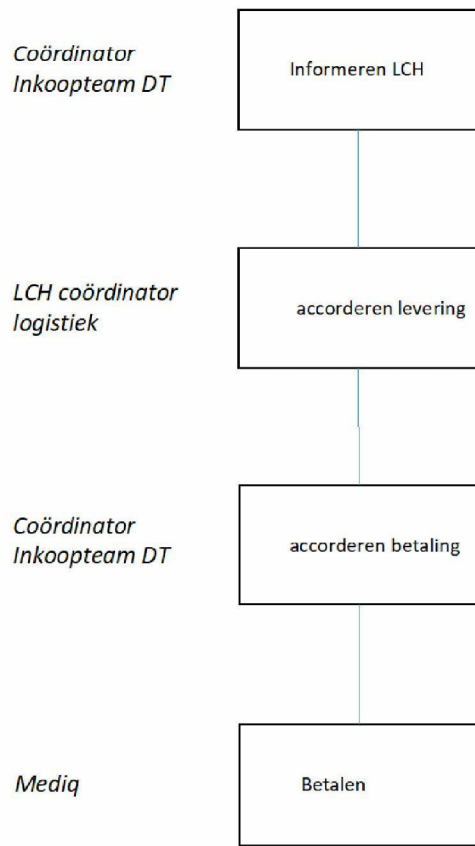 Coördinator
Inkoopteam DT
Informeren LCH
LCH coördinator
logistiek
accorderen levering
Coördinator
Inkoopteam DT
accorderen betaling
Mediq
Betalen